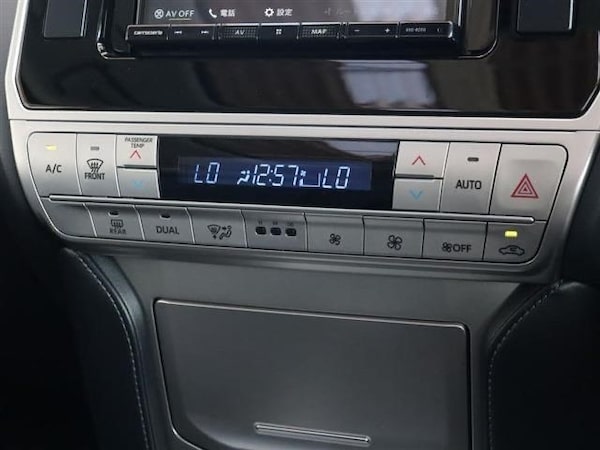 AV OFF 電話 設定
carrozzeria AV MAP
PASSENGER TEMP
A/C FRONT LO 12:57 LO AUTO
REAR DUAL OFF